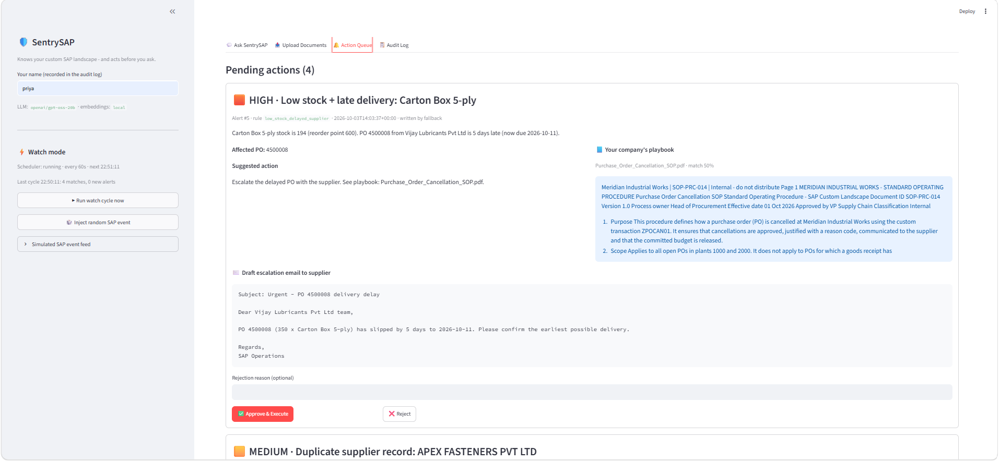 Deploy
SentrySAP
Knows your custom SAP landscape - and acts before you ask.
Your name (recorded in the audit log)
priya
LLM: openai/gpt-oss-20b · embeddings: local
Watch mode
Scheduler: running · every 60s · next 22:51:11
Last cycle 22:50:11: 4 matches, 0 new alerts
Run watch cycle now
Inject random SAP event
Simulated SAP event feed
Ask SentrySAP
Upload Documents
Action Queue
Audit Log
Pending actions (4)
HIGH · Low stock + late delivery: Carton Box 5-ply
Alert #5 · rule low_stock_delayed_supplier · 2026-10-03T14:03:37+00:00 · written by fallback
Carton Box 5-ply stock is 194 (reorder point 600). PO 4500008 from Vijay Lubricants Pvt Ltd is 5 days late (now due 2026-10-11).
Affected PO: 4500008
Suggested action
Escalate the delayed PO with the supplier. See playbook: Purchase_Order_Cancellation_SOP.pdf.
Your company's playbook
Purchase_Order_Cancellation_SOP.pdf · match 50%
Meridian Industrial Works | SOP-PRC-014 | Internal - do not distribute Page 1 MERIDIAN INDUSTRIAL WORKS - STANDARD OPERATING
PROCEDURE Purchase Order Cancellation SOP Standard Operating Procedure - SAP Custom Landscape Document ID SOP-PRC-014
Version 1.0 Process owner Head of Procurement Effective date 01 Oct 2026 Approved by VP Supply Chain Classification Internal
1. Purpose This procedure defines how a purchase order (PO) is cancelled at Meridian Industrial Works using the custom
transaction ZPOCAN01. It ensures that cancellations are approved, justified with a reason code, communicated to the supplier
and that the committed budget is released.
2. Scope Applies to all open POs in plants 1000 and 2000. It does not apply to POs for which a goods receipt has
Draft escalation email to supplier
Subject: Urgent - PO 4500008 delivery delay
Dear Vijay Lubricants Pvt Ltd team,
PO 4500008 (350 x Carton Box 5-ply) has slipped by 5 days to 2026-10-11. Please confirm the earliest possible delivery.
Regards,
SAP Operations
Rejection reason (optional)
Approve & Execute
Reject
MEDIUM · Duplicate supplier record: APEX FASTENERS PVT LTD